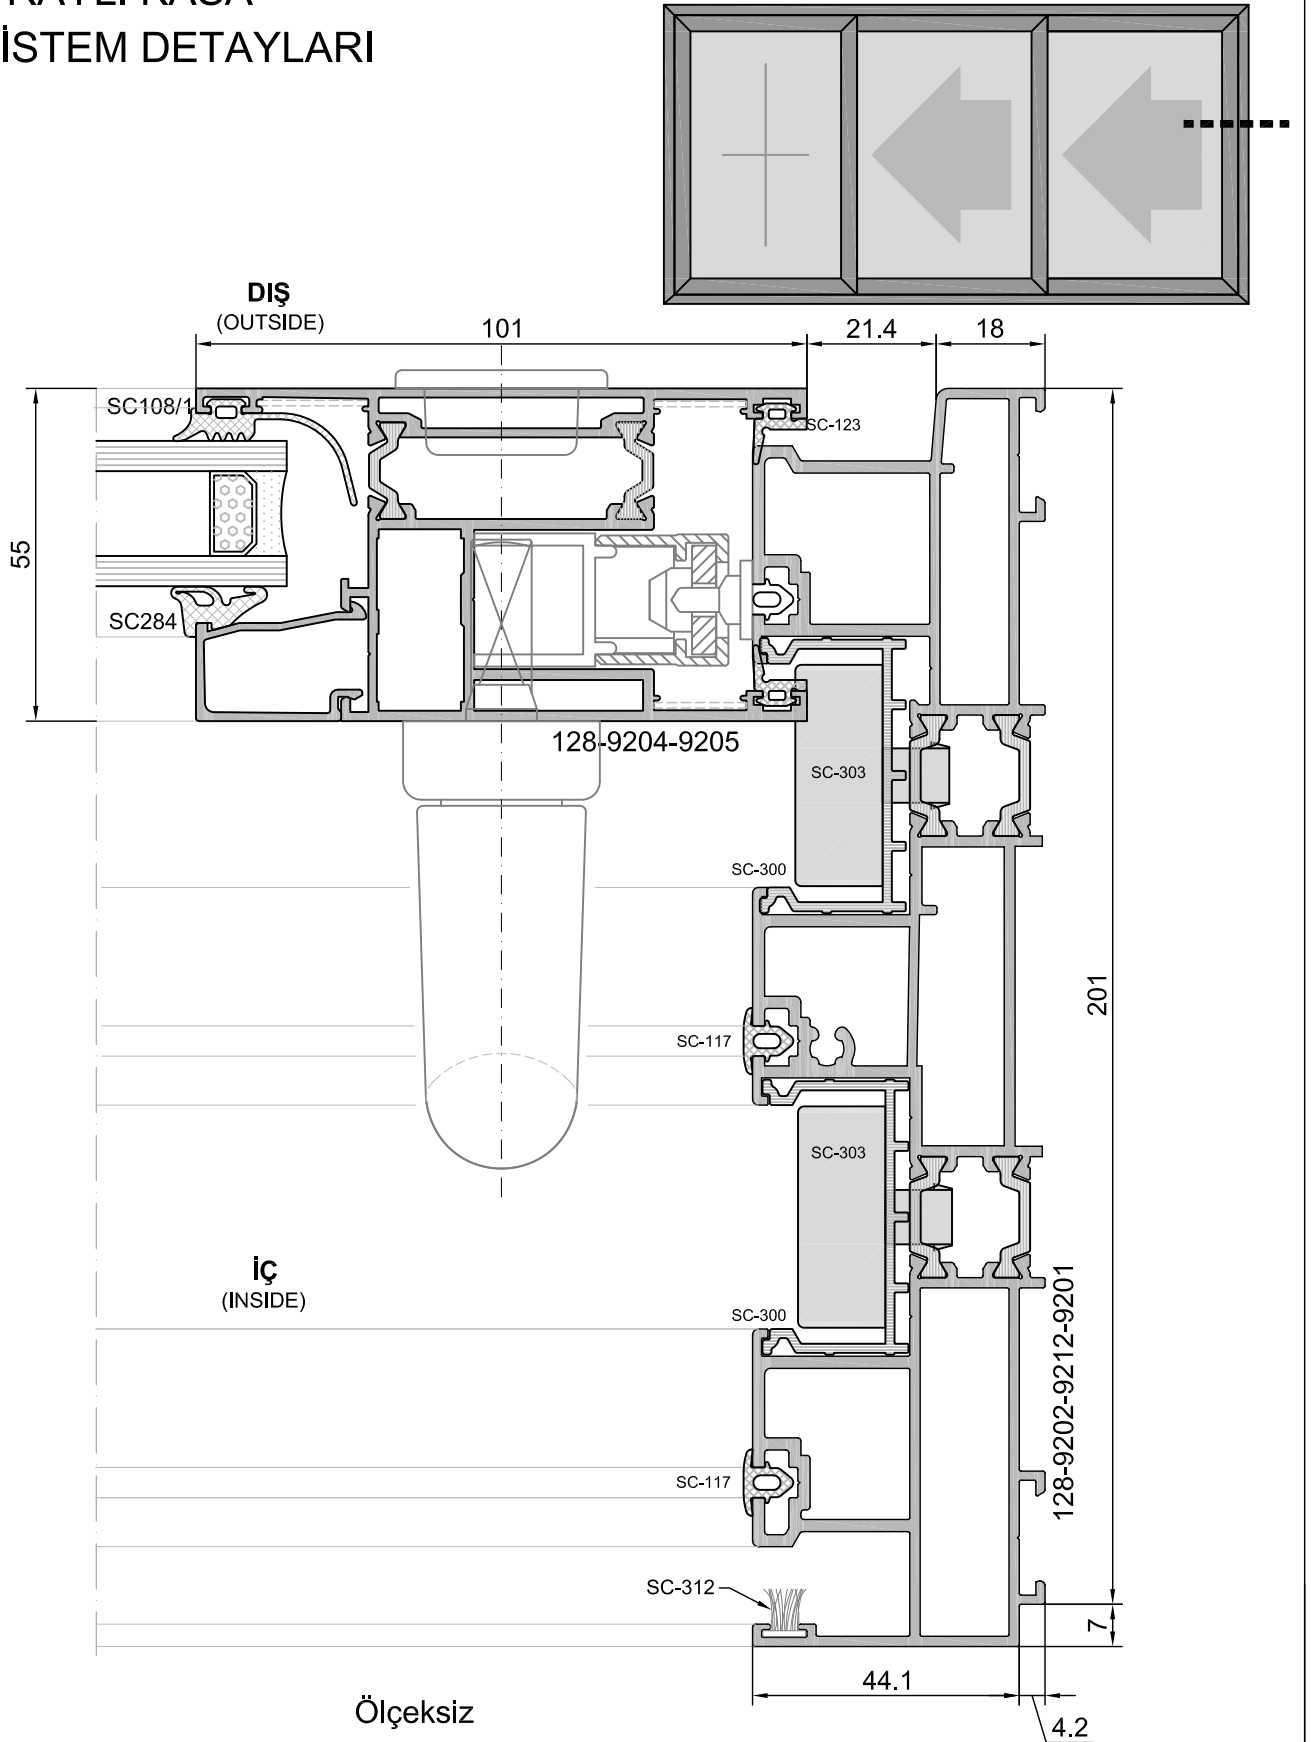 İSTEM DETAYLARI
DIŞ
(OUTSIDE)
101
21.4
18
SC108/1
SC-123
55
SC284
128-9204-9205
SC-303
SC-300
201
SC-117
SC-303
İÇ
(INSIDE)
SC-300
128-9202-9212-9201
SC-117
SC-312
7
44.1
Ölçeksiz
4.2